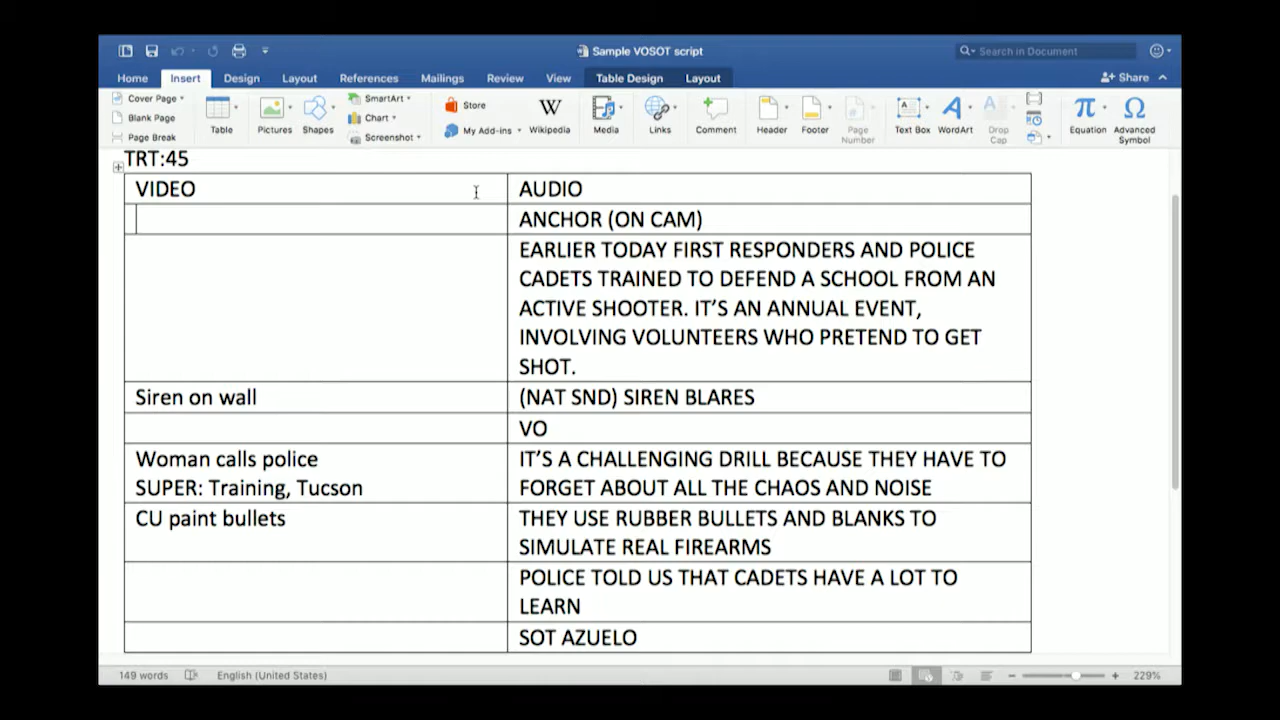 Sample VOSOT script
Search in Document
Home Insert Design Layout References Mailings Review View Table Design Layout Share
Cover Page
Blank Page
Page Break
Table
Pictures
Shapes
SmartArt
Chart
Screenshot
Store
My Add-ins
W
Wikipedia
Media
Links
Comment
Header
Footer
Page
Number
Text Box
WordArt
Drop
Cap
π
Equation
Ω
Advanced
Symbol
TRT:45
VIDEO AUDIO
ANCHOR (ON CAM)
EARLIER TODAY FIRST RESPONDERS AND POLICE
CADETS TRAINED TO DEFEND A SCHOOL FROM AN
ACTIVE SHOOTER. IT’S AN ANNUAL EVENT,
INVOLVING VOLUNTEERS WHO PRETEND TO GET
SHOT.
Siren on wall (NAT SND) SIREN BLARES
VO
Woman calls police
SUPER: Training, Tucson
IT’S A CHALLENGING DRILL BECAUSE THEY HAVE TO
FORGET ABOUT ALL THE CHAOS AND NOISE
CU paint bullets
THEY USE RUBBER BULLETS AND BLANKS TO
SIMULATE REAL FIREARMS
POLICE TOLD US THAT CADETS HAVE A LOT TO
LEARN
SOT AZUELO
149 words English (United States) 229%